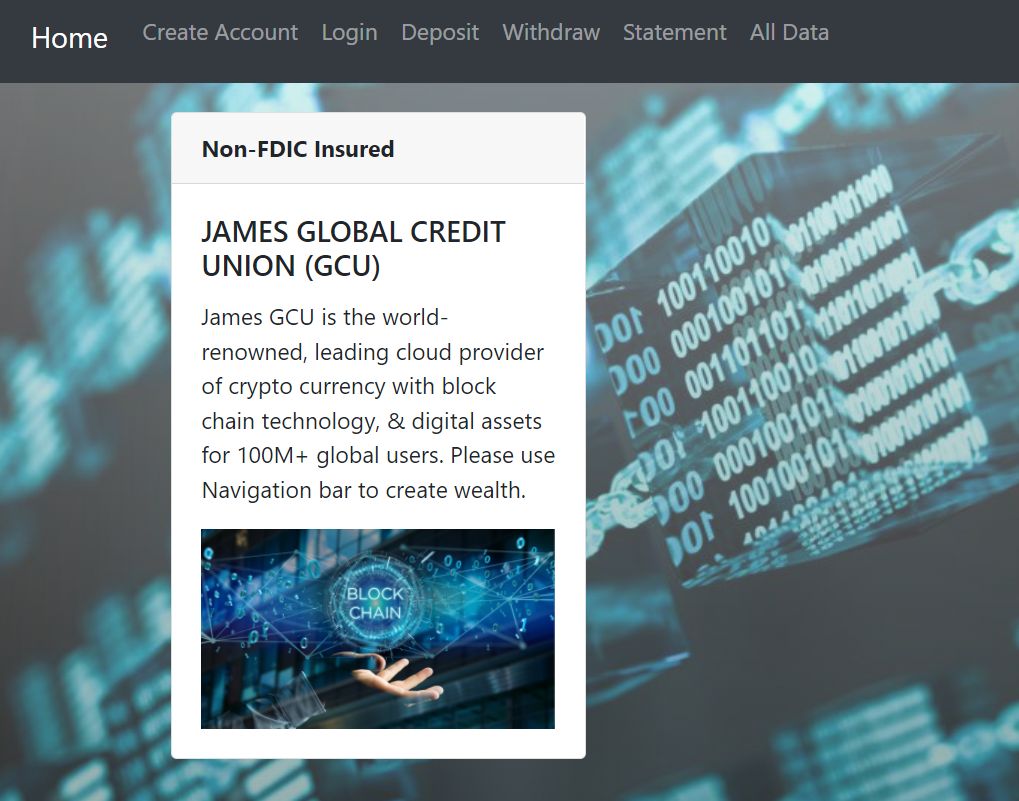 Home Create Account Login Deposit Withdraw Statement All Data
Non-FDIC Insured
JAMES GLOBAL CREDIT
UNION (GCU)
James GCU is the world-
renowned, leading cloud provider
of crypto currency with block
chain technology, & digital assets
for 100M+ global users. Please use
Navigation bar to create wealth.
BLOCK
CHAIN